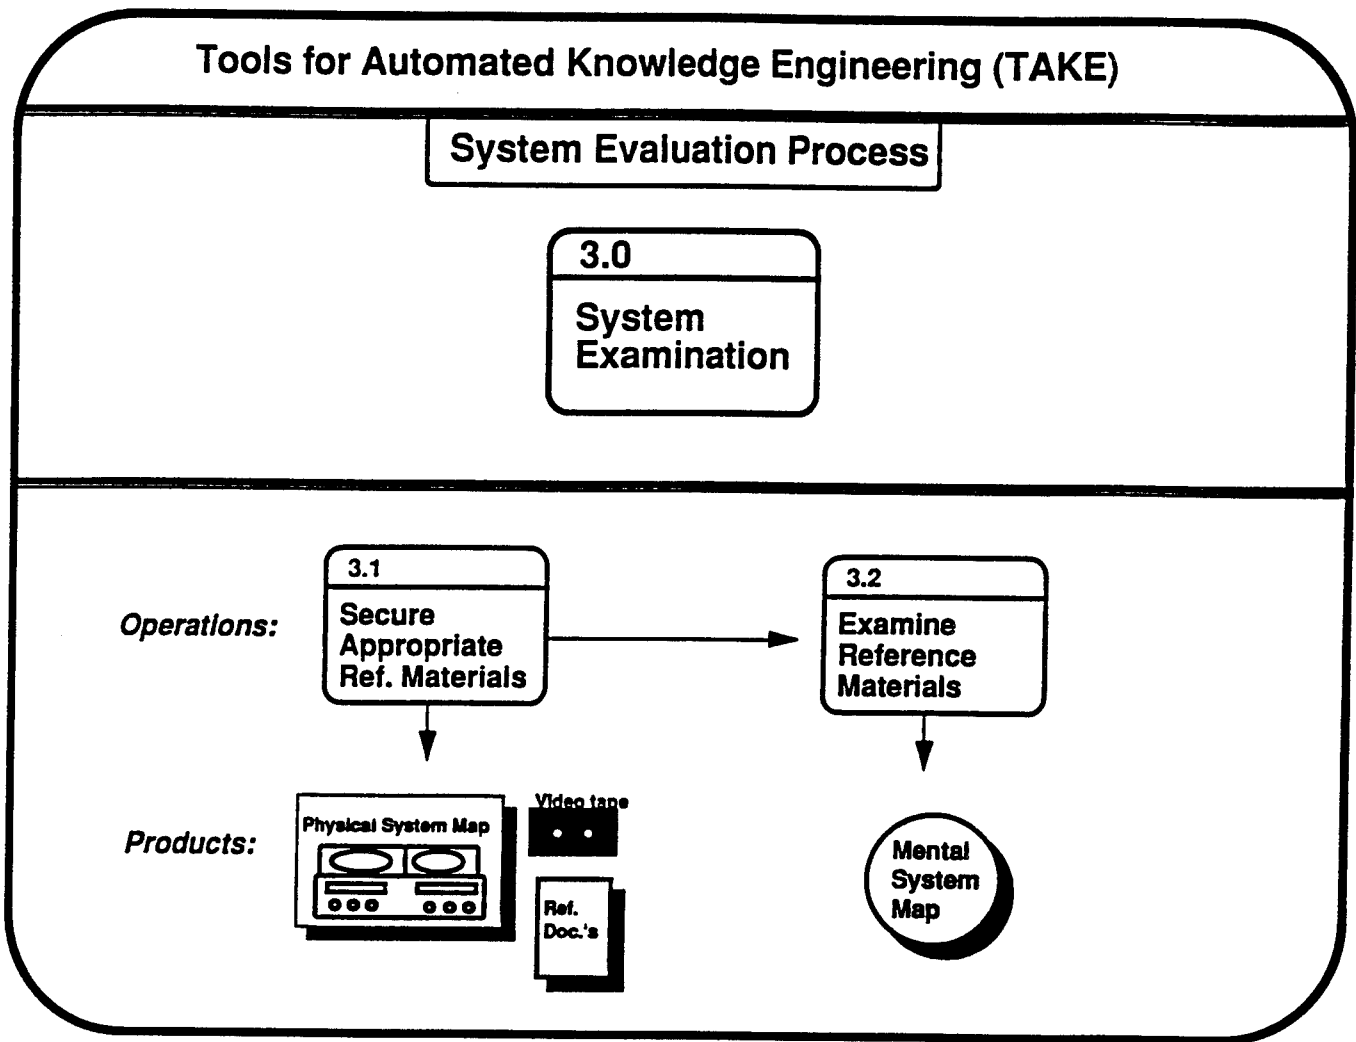 Tools for Automated Knowledge Engineering (TAKE)
System Evaluation Process
3.0
System
Examination
Operations:
3.1
Secure
Appropriate
Ref. Materials
3.2
Examine
Reference
Materials
Products:
Physical System Map
Video tape
Ref.
Doc.'s
Mental
System
Map